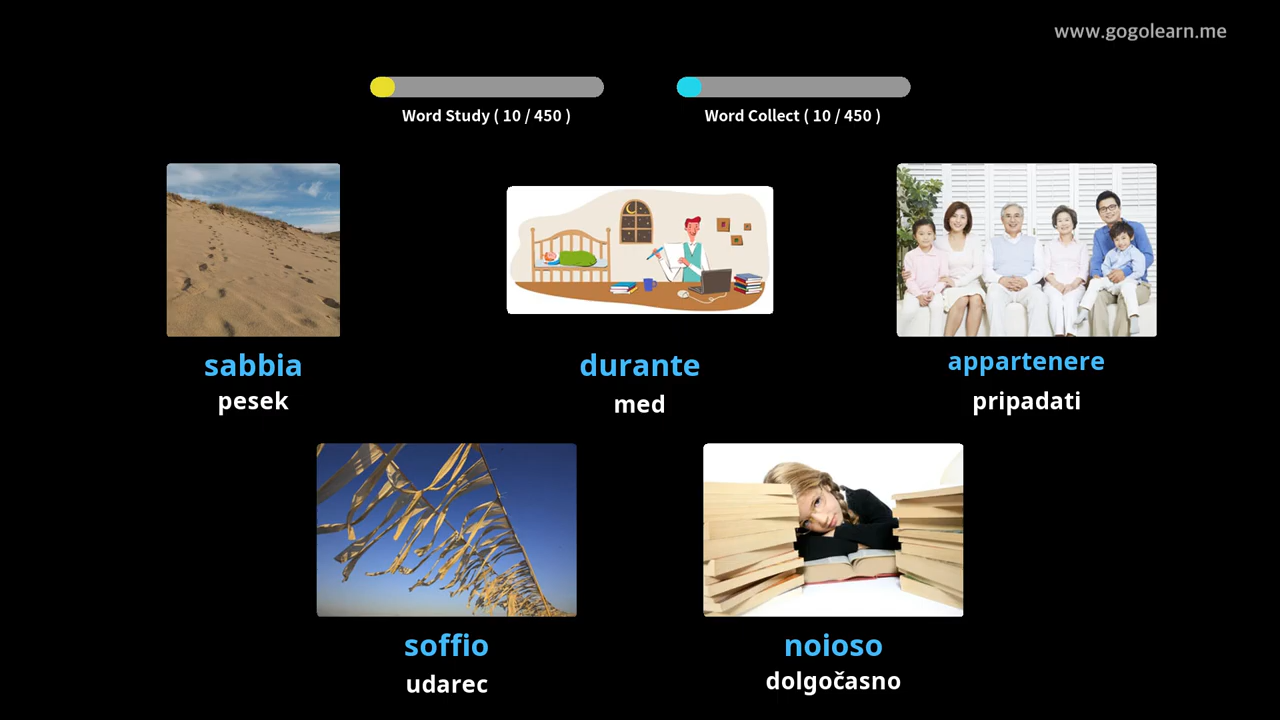 www.gogolearn.me
Word Study ( 10 / 450 )
Word Collect ( 10 / 450 )
sabbia
pesek
durante
med
appartenere
pripadati
soffio
udarec
noioso
dolgočasno